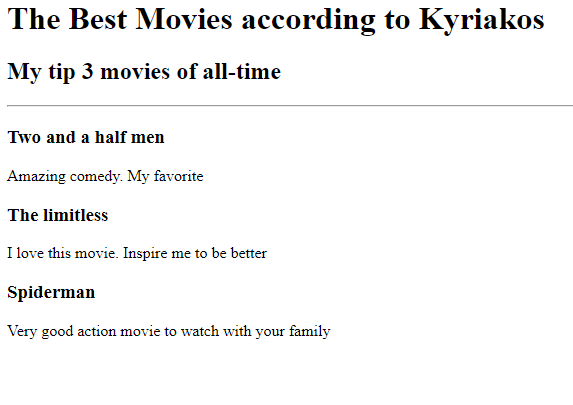 The Best Movies according to Kyriakos
My tip 3 movies of all-time
Two and a half men
Amazing comedy. My favorite
The limitless
I love this movie. Inspire me to be better
Spiderman
Very good action movie to watch with your family